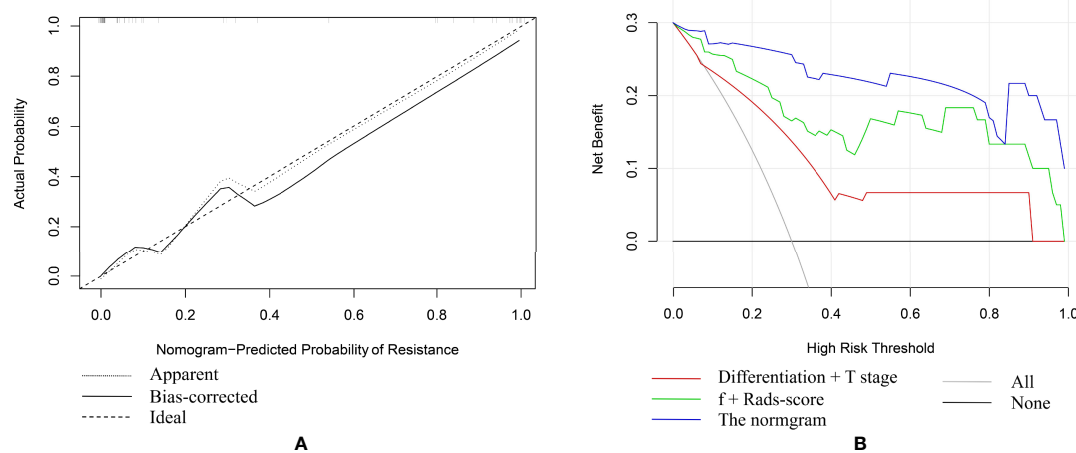 Actual Probability
1.0
0.8
0.6
0.4
0.2
0.0
0.0 0.2 0.4 0.6 0.8 1.0
Nomogram−Predicted Probability of Resistance
Apparent
Bias-corrected
Ideal
A
Net Benefit
0.3
0.2
0.1
0.0
0.0 0.2 0.4 0.6 0.8 1.0
High Risk Threshold
Differentiation + T stage
f + Rads-score
The normgram
All
None
B